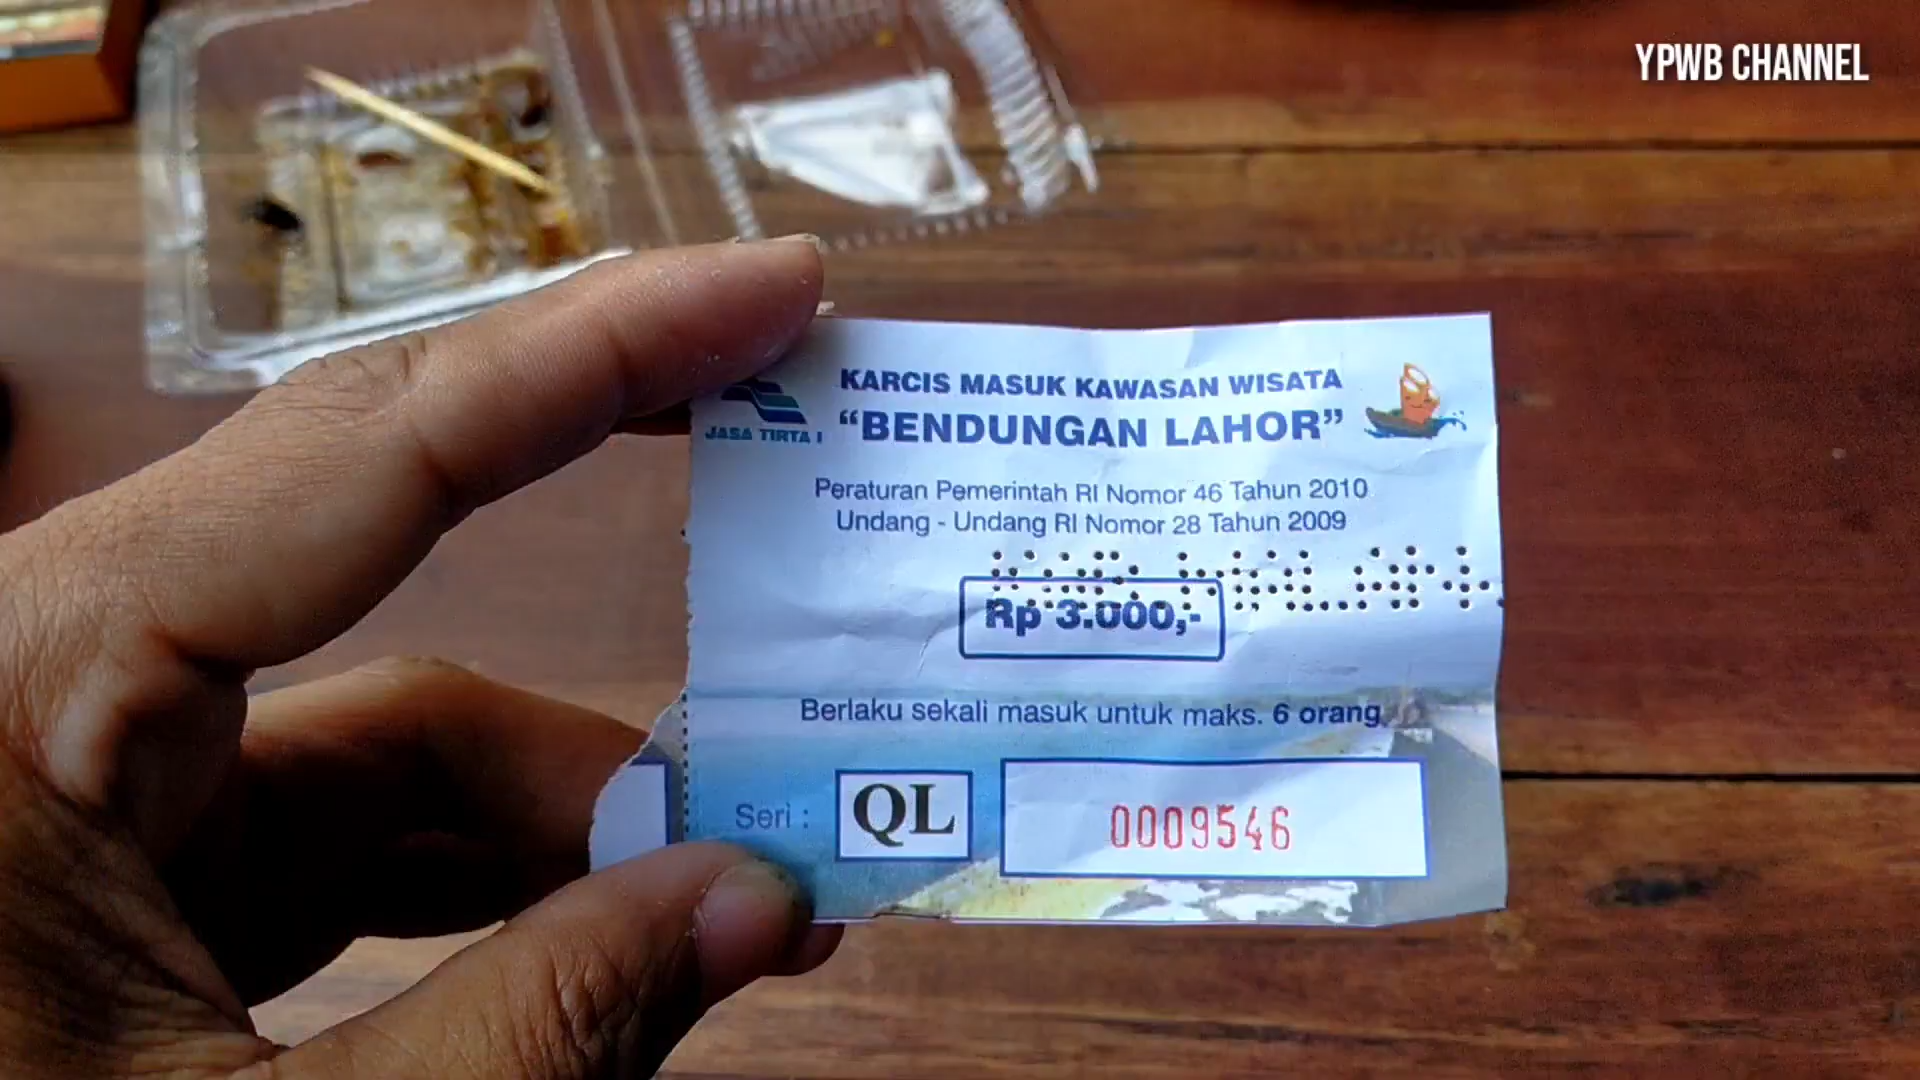 YPWB CHANNEL
JASA TIRTA I
KARCIS MASUK KAWASAN WISATA
“BENDUNGAN LAHOR”
Peraturan Pemerintah RI Nomor 46 Tahun 2010
Undang - Undang RI Nomor 28 Tahun 2009
Rp 3.000,-
Berlaku sekali masuk untuk maks. 6 orang
Seri : QL 0009546